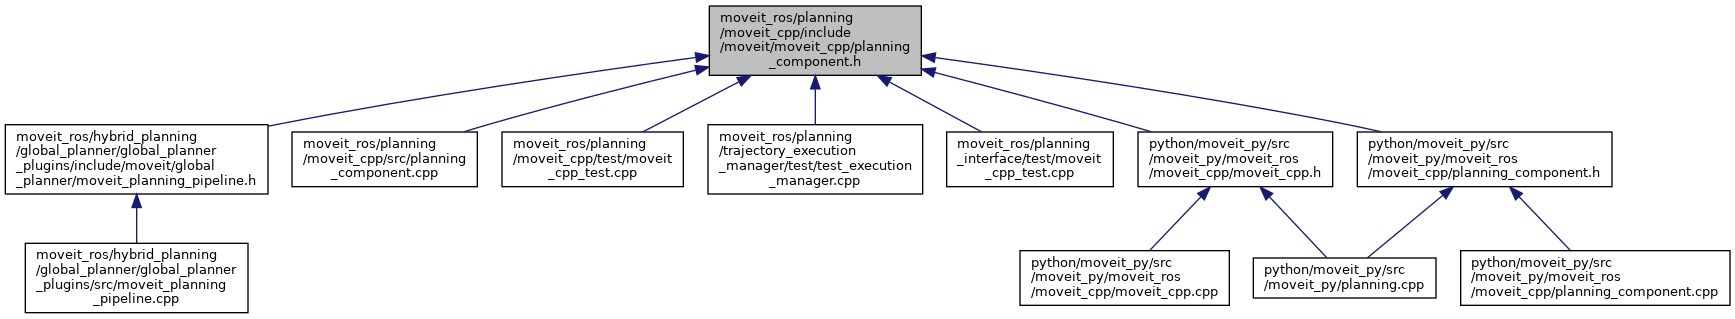 moveit_ros/planning
/moveit_cpp/include
/moveit/moveit_cpp/planning
_component.h
moveit_ros/hybrid_planning
/global_planner/global_planner
_plugins/include/moveit/global
_planner/moveit_planning_pipeline.h
moveit_ros/planning
/moveit_cpp/src/planning
_component.cpp
moveit_ros/planning
/moveit_cpp/test/moveit
_cpp_test.cpp
moveit_ros/planning
/trajectory_execution
_manager/test/test_execution
_manager.cpp
moveit_ros/planning
_interface/test/moveit
_cpp_test.cpp
python/moveit_py/src
/moveit_py/moveit_ros
/moveit_cpp/moveit_cpp.h
python/moveit_py/src
/moveit_py/moveit_ros
/moveit_cpp/planning_component.h
moveit_ros/hybrid_planning
/global_planner/global_planner
_plugins/src/moveit_planning
_pipeline.cpp
python/moveit_py/src
/moveit_py/moveit_ros
/moveit_cpp/moveit_cpp.cpp
python/moveit_py/src
/moveit_py/planning.cpp
python/moveit_py/src
/moveit_py/moveit_ros
/moveit_cpp/planning_component.cpp